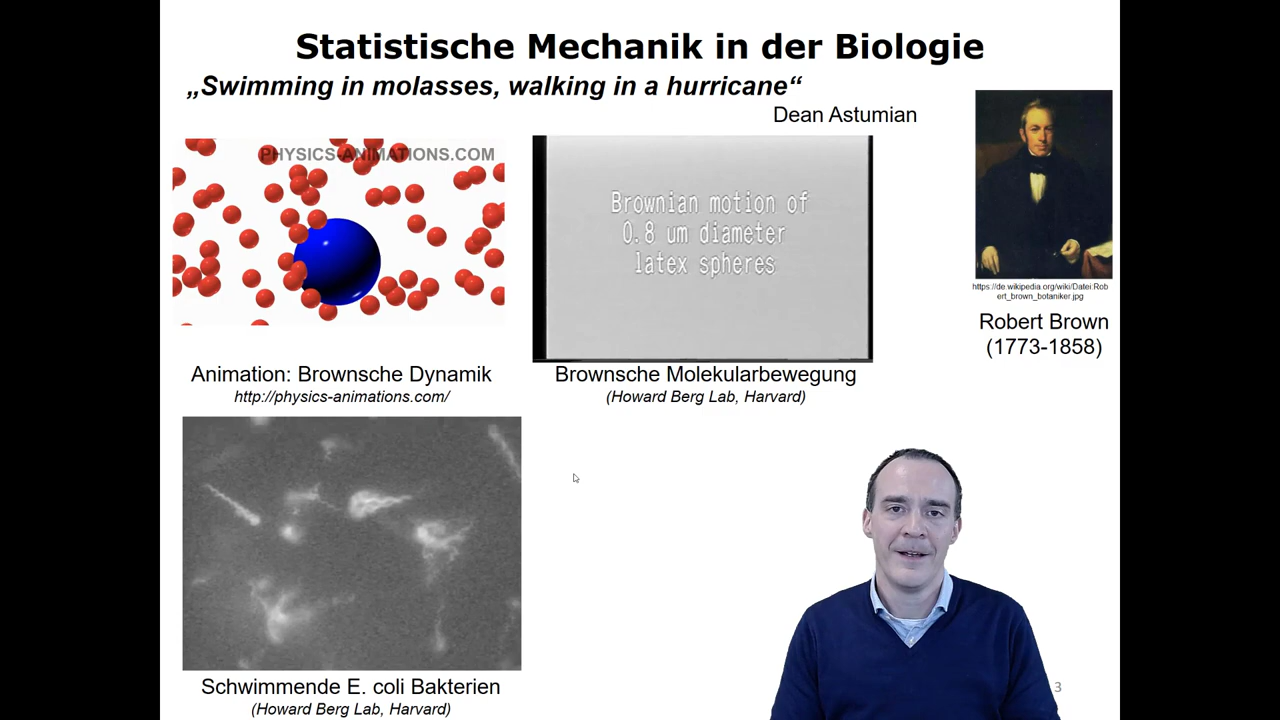 Statistische Mechanik in der Biologie
„Swimming in molasses, walking in a hurricane“
Dean Astumian
PHYSICS-ANIMATIONS.COM
Brownian motion of
0.8 um diameter
latex spheres
https://de.wikipedia.org/wiki/Datei:Rob
ert_brown_botaniker.jpg
Robert Brown
(1773-1858)
Animation: Brownsche Dynamik
http://physics-animations.com/
Brownsche Molekularbewegung
(Howard Berg Lab, Harvard)
Schwimmende E. coli Bakterien
(Howard Berg Lab, Harvard)
3